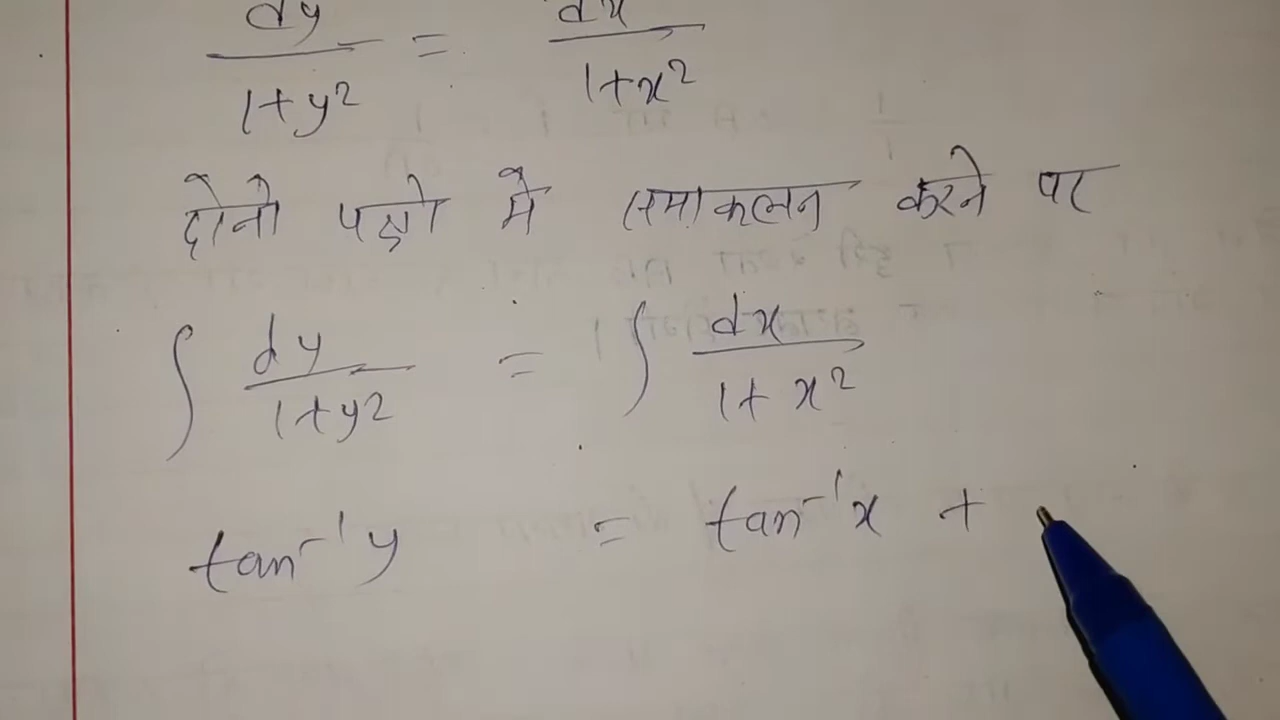 dy/1+y² = dx/1+x²
दोनो पक्षो मे समाकलन करने पर
∫ dy/1+y² = ∫ dx/1+x²
tan⁻¹y = tan⁻¹x +